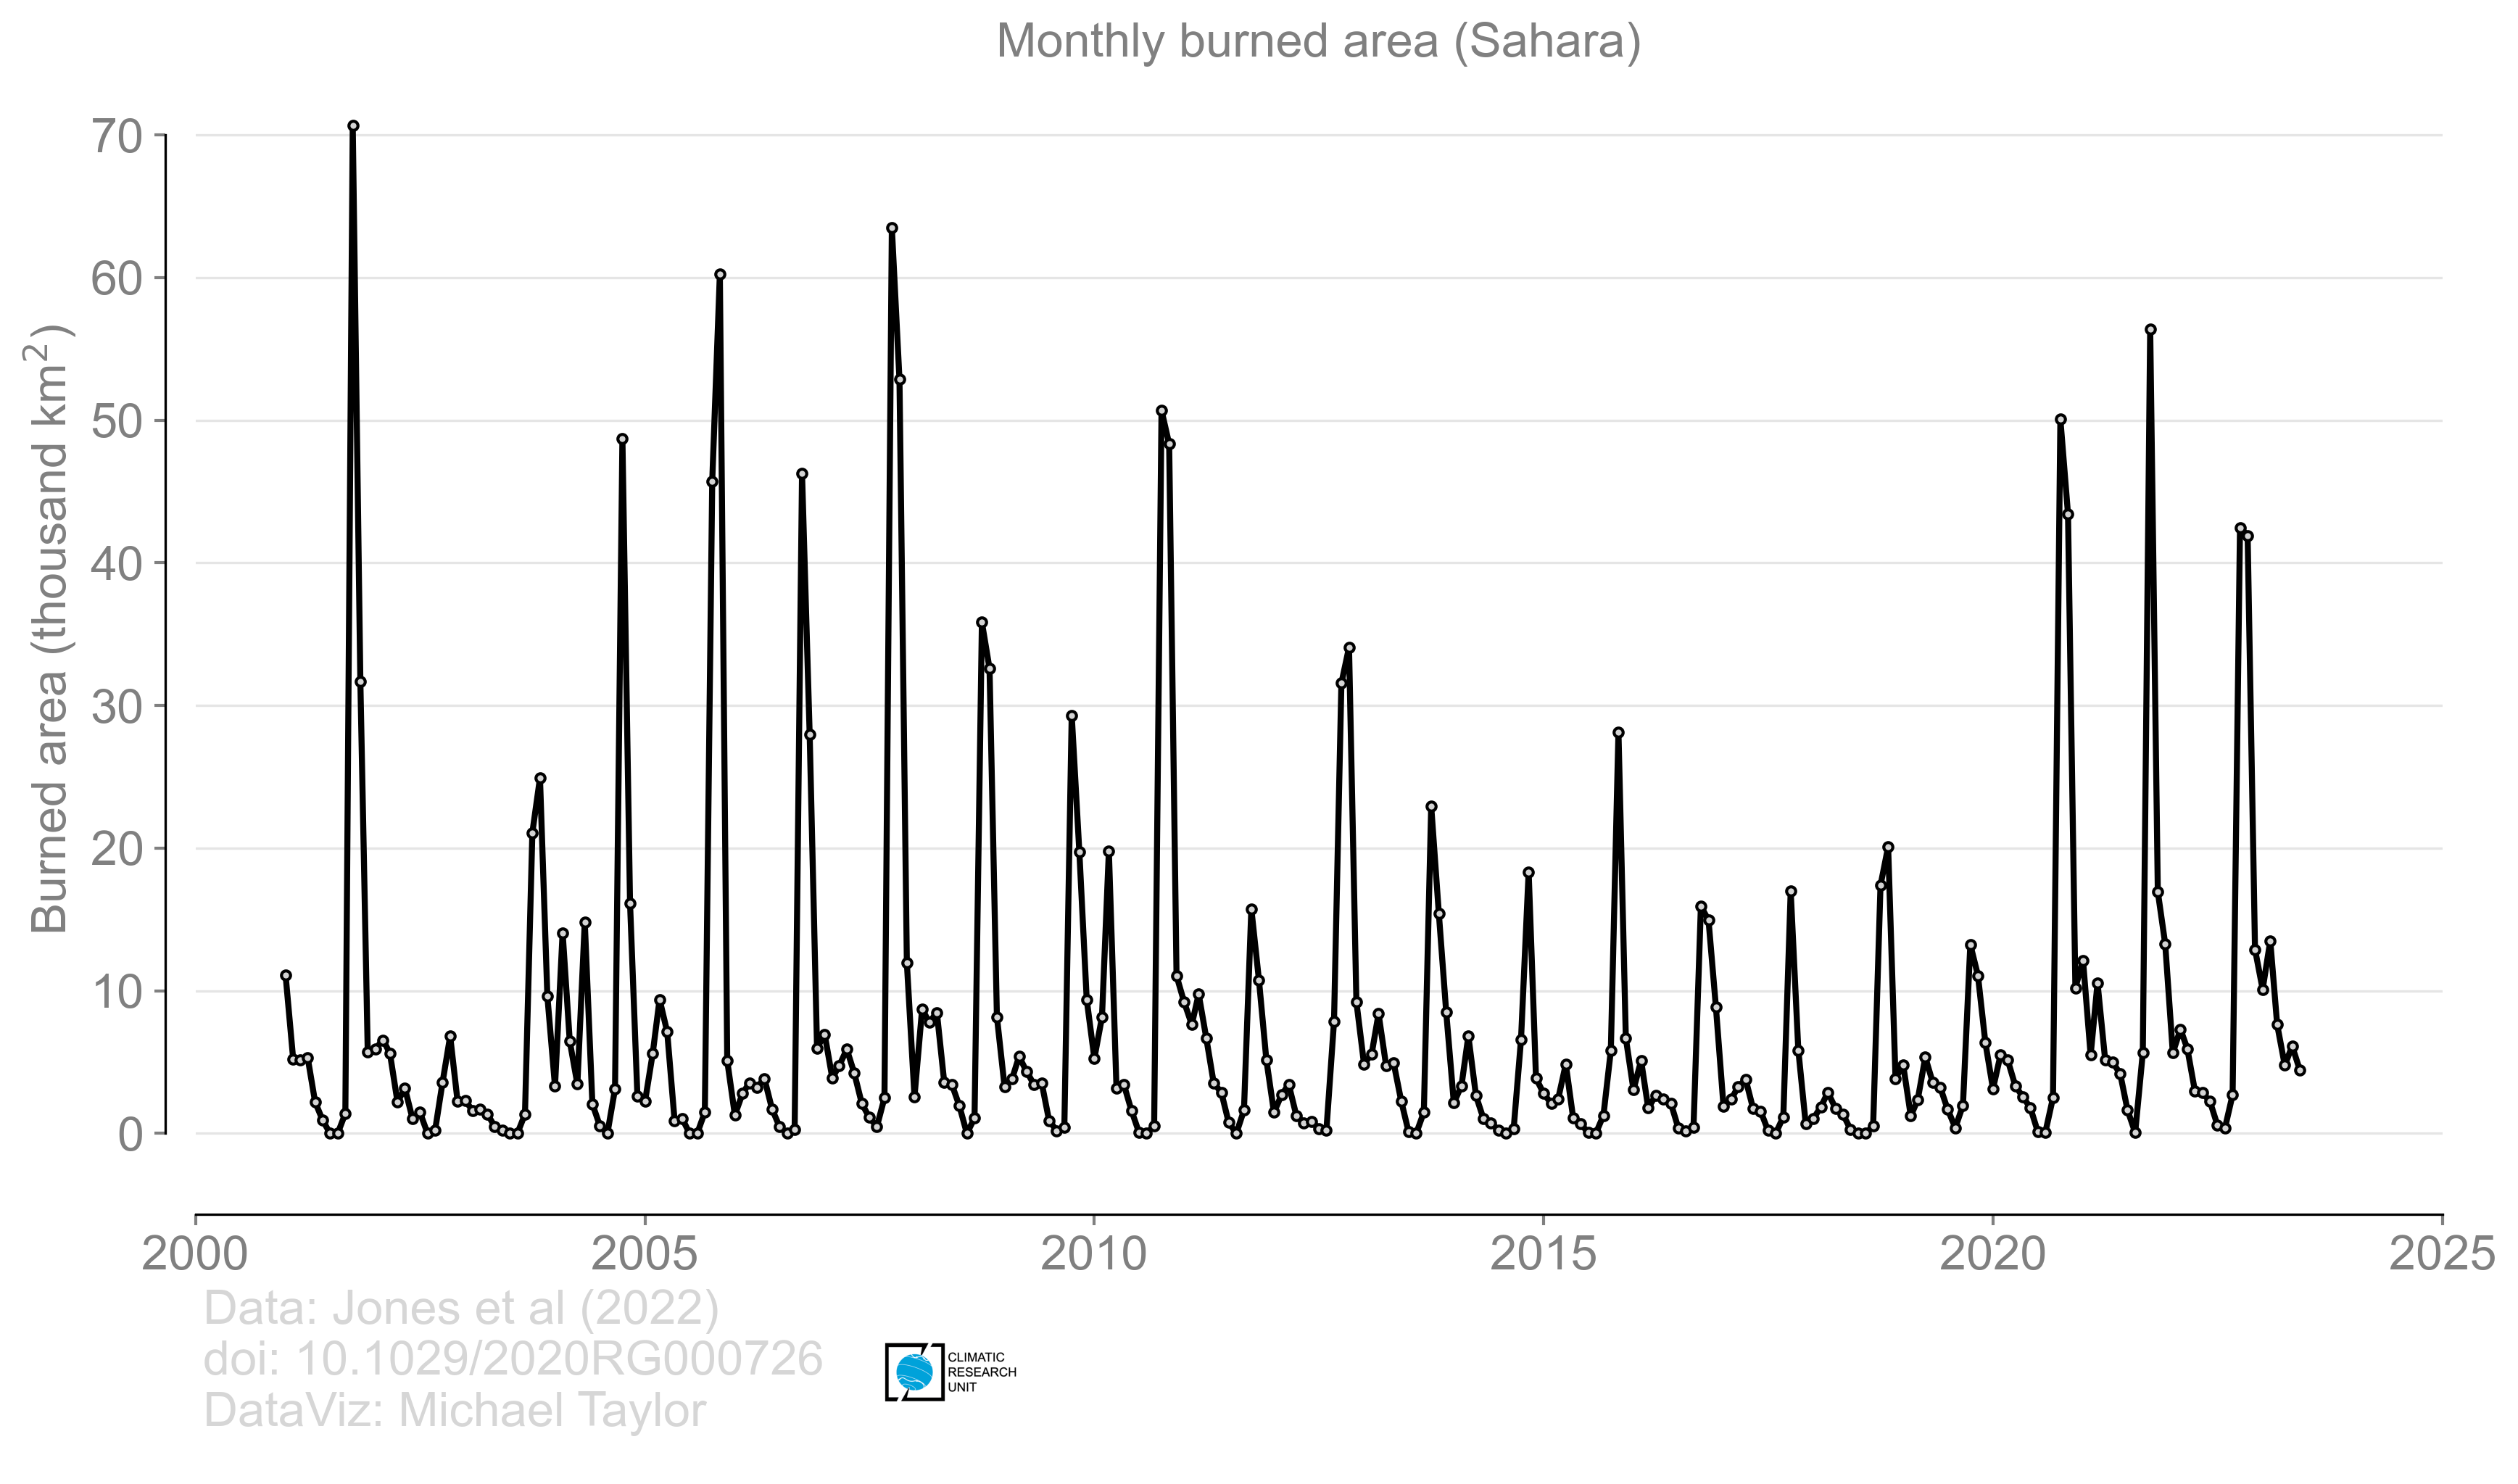 Monthly burned area (Sahara)
Burned area (thousand km²)
70
60
50
40
30
20
10
0
2000
2005
2010
2015
2020
2025
Data: Jones et al (2022)
doi: 10.1029/2020RG000726
DataViz: Michael Taylor
CLIMATIC
RESEARCH
UNIT